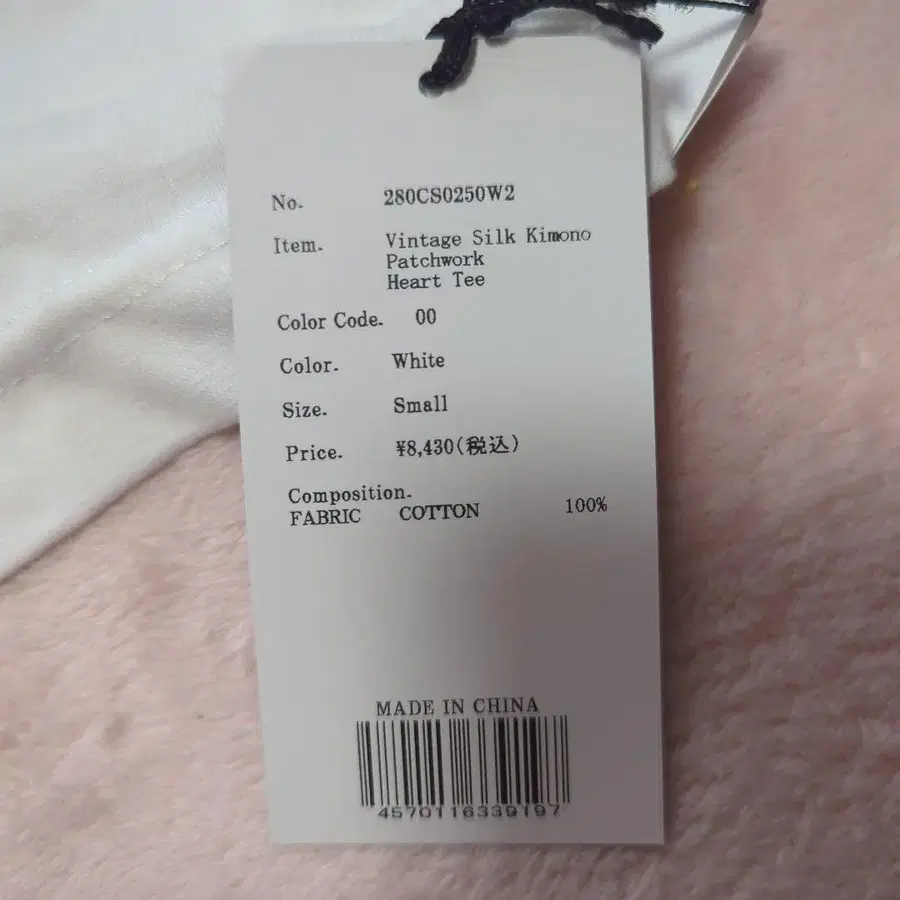 No. 280CS0250W2
Item. Vintage Silk Kimono
Patchwork
Heart Tee
Color Code. 00
Color. White
Size. Small
Price. ¥8,430(税込)
Composition.
FABRIC COTTON 100%
MADE IN CHINA
4570116339197